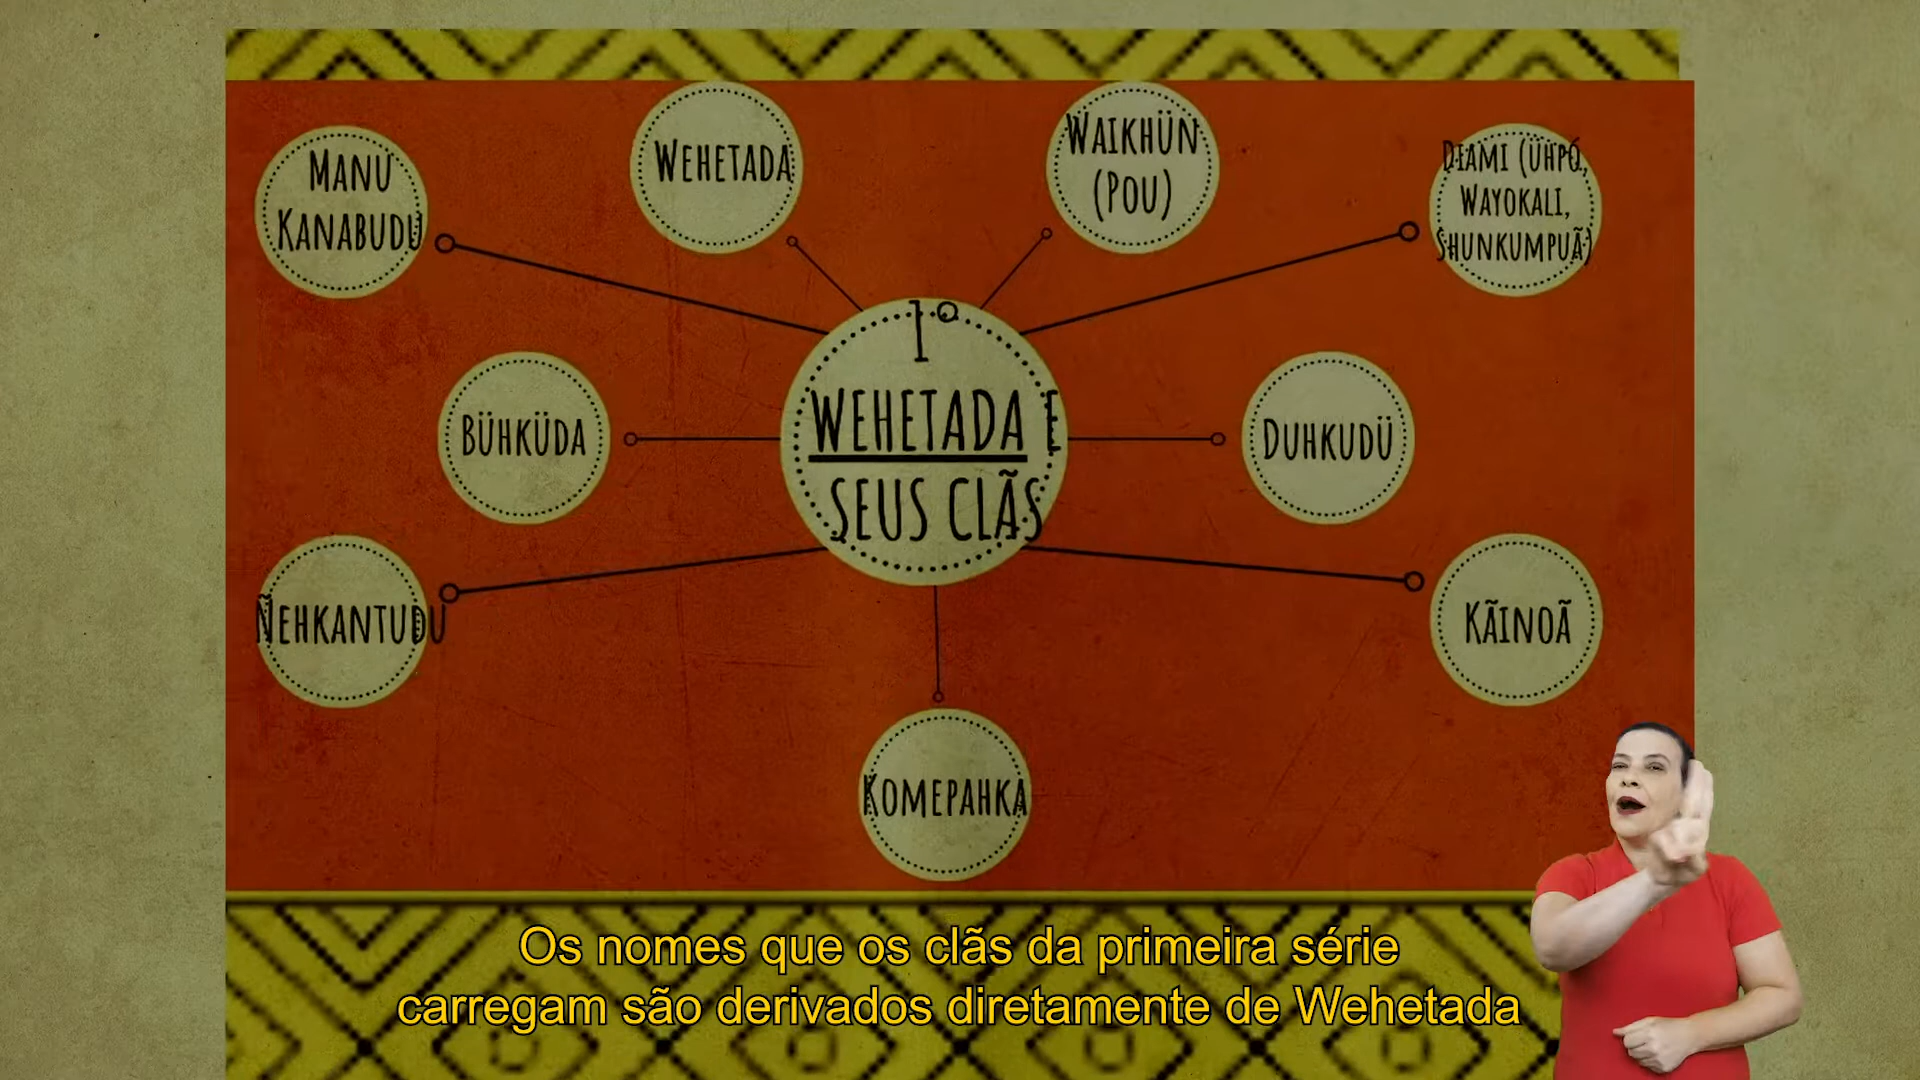 MANU
KANABUDU
WEHETADA
WAIKHÜN
(POU)
DIAMI (ÜHPÓ,
WAYOKALI,
SHUNKUMPUÃ)
1º
WEHETADA E
SEUS CLÃS
BÜHKÜDA
DUHKUDÜ
ÑEHKANTUDU
KÃINOÃ
KOMEPAHKA
Os nomes que os clãs da primeira série
carregam são derivados diretamente de Wehetada